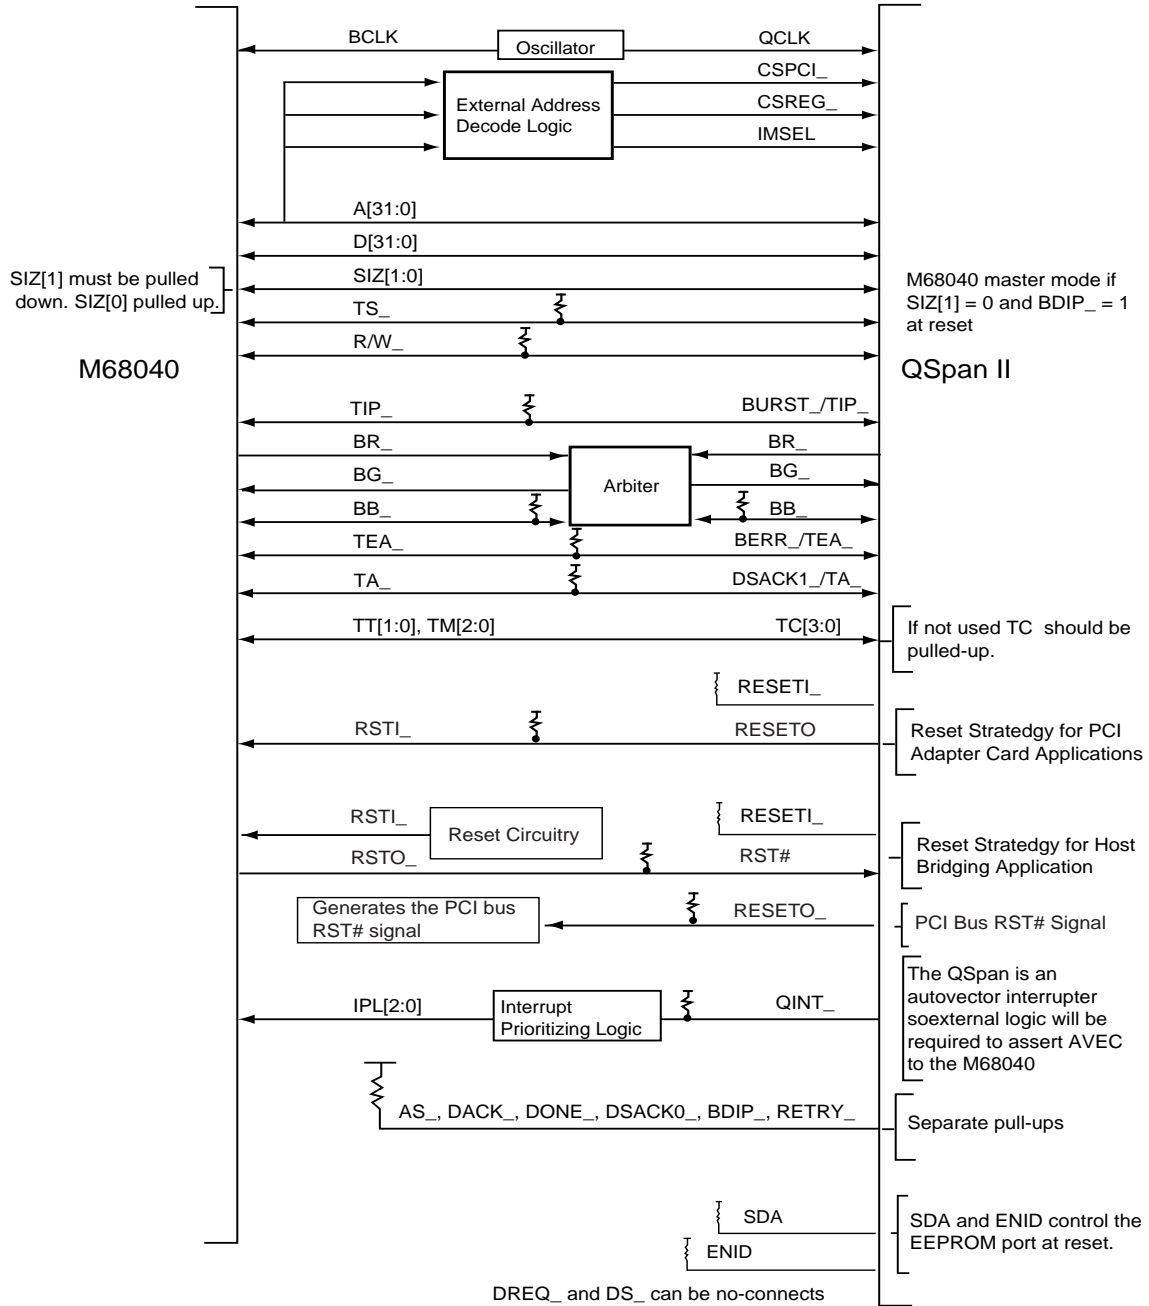 BCLK
Oscillator
QCLK
CSPCI_
External Address
Decode Logic
CSREG_
IMSEL
A[31:0]
D[31:0]
SIZ[1] must be pulled
down. SIZ[0] pulled up.
SIZ[1:0]
M68040 master mode if
SIZ[1] = 0 and BDIP_ = 1
at reset
TS_
R/W_
M68040
QSpan II
TIP_
BURST_/TIP_
BR_
BR_
BG_
Arbiter
BG_
BB_
BB_
TEA_
BERR_/TEA_
TA_
DSACK1_/TA_
TT[1:0], TM[2:0]
TC[3:0]
If not used TC should be
pulled-up.
RESETI_
RSTI_
RESETO
Reset Stratedgy for PCI
Adapter Card Applications
RSTI_
Reset Circuitry
RESETI_
RSTO_
RST#
Reset Stratedgy for Host
Bridging Application
Generates the PCI bus
RST# signal
RESETO_
PCI Bus RST# Signal
IPL[2:0]
Interrupt
Prioritizing Logic
QINT_
The QSpan is an
autovector interrupter
soexternal logic will be
required to assert AVEC
to the M68040
AS_, DACK_, DONE_, DSACK0_, BDIP_, RETRY_
Separate pull-ups
SDA
ENID
SDA and ENID control the
EEPROM port at reset.
DREQ_ and DS_ can be no-connects